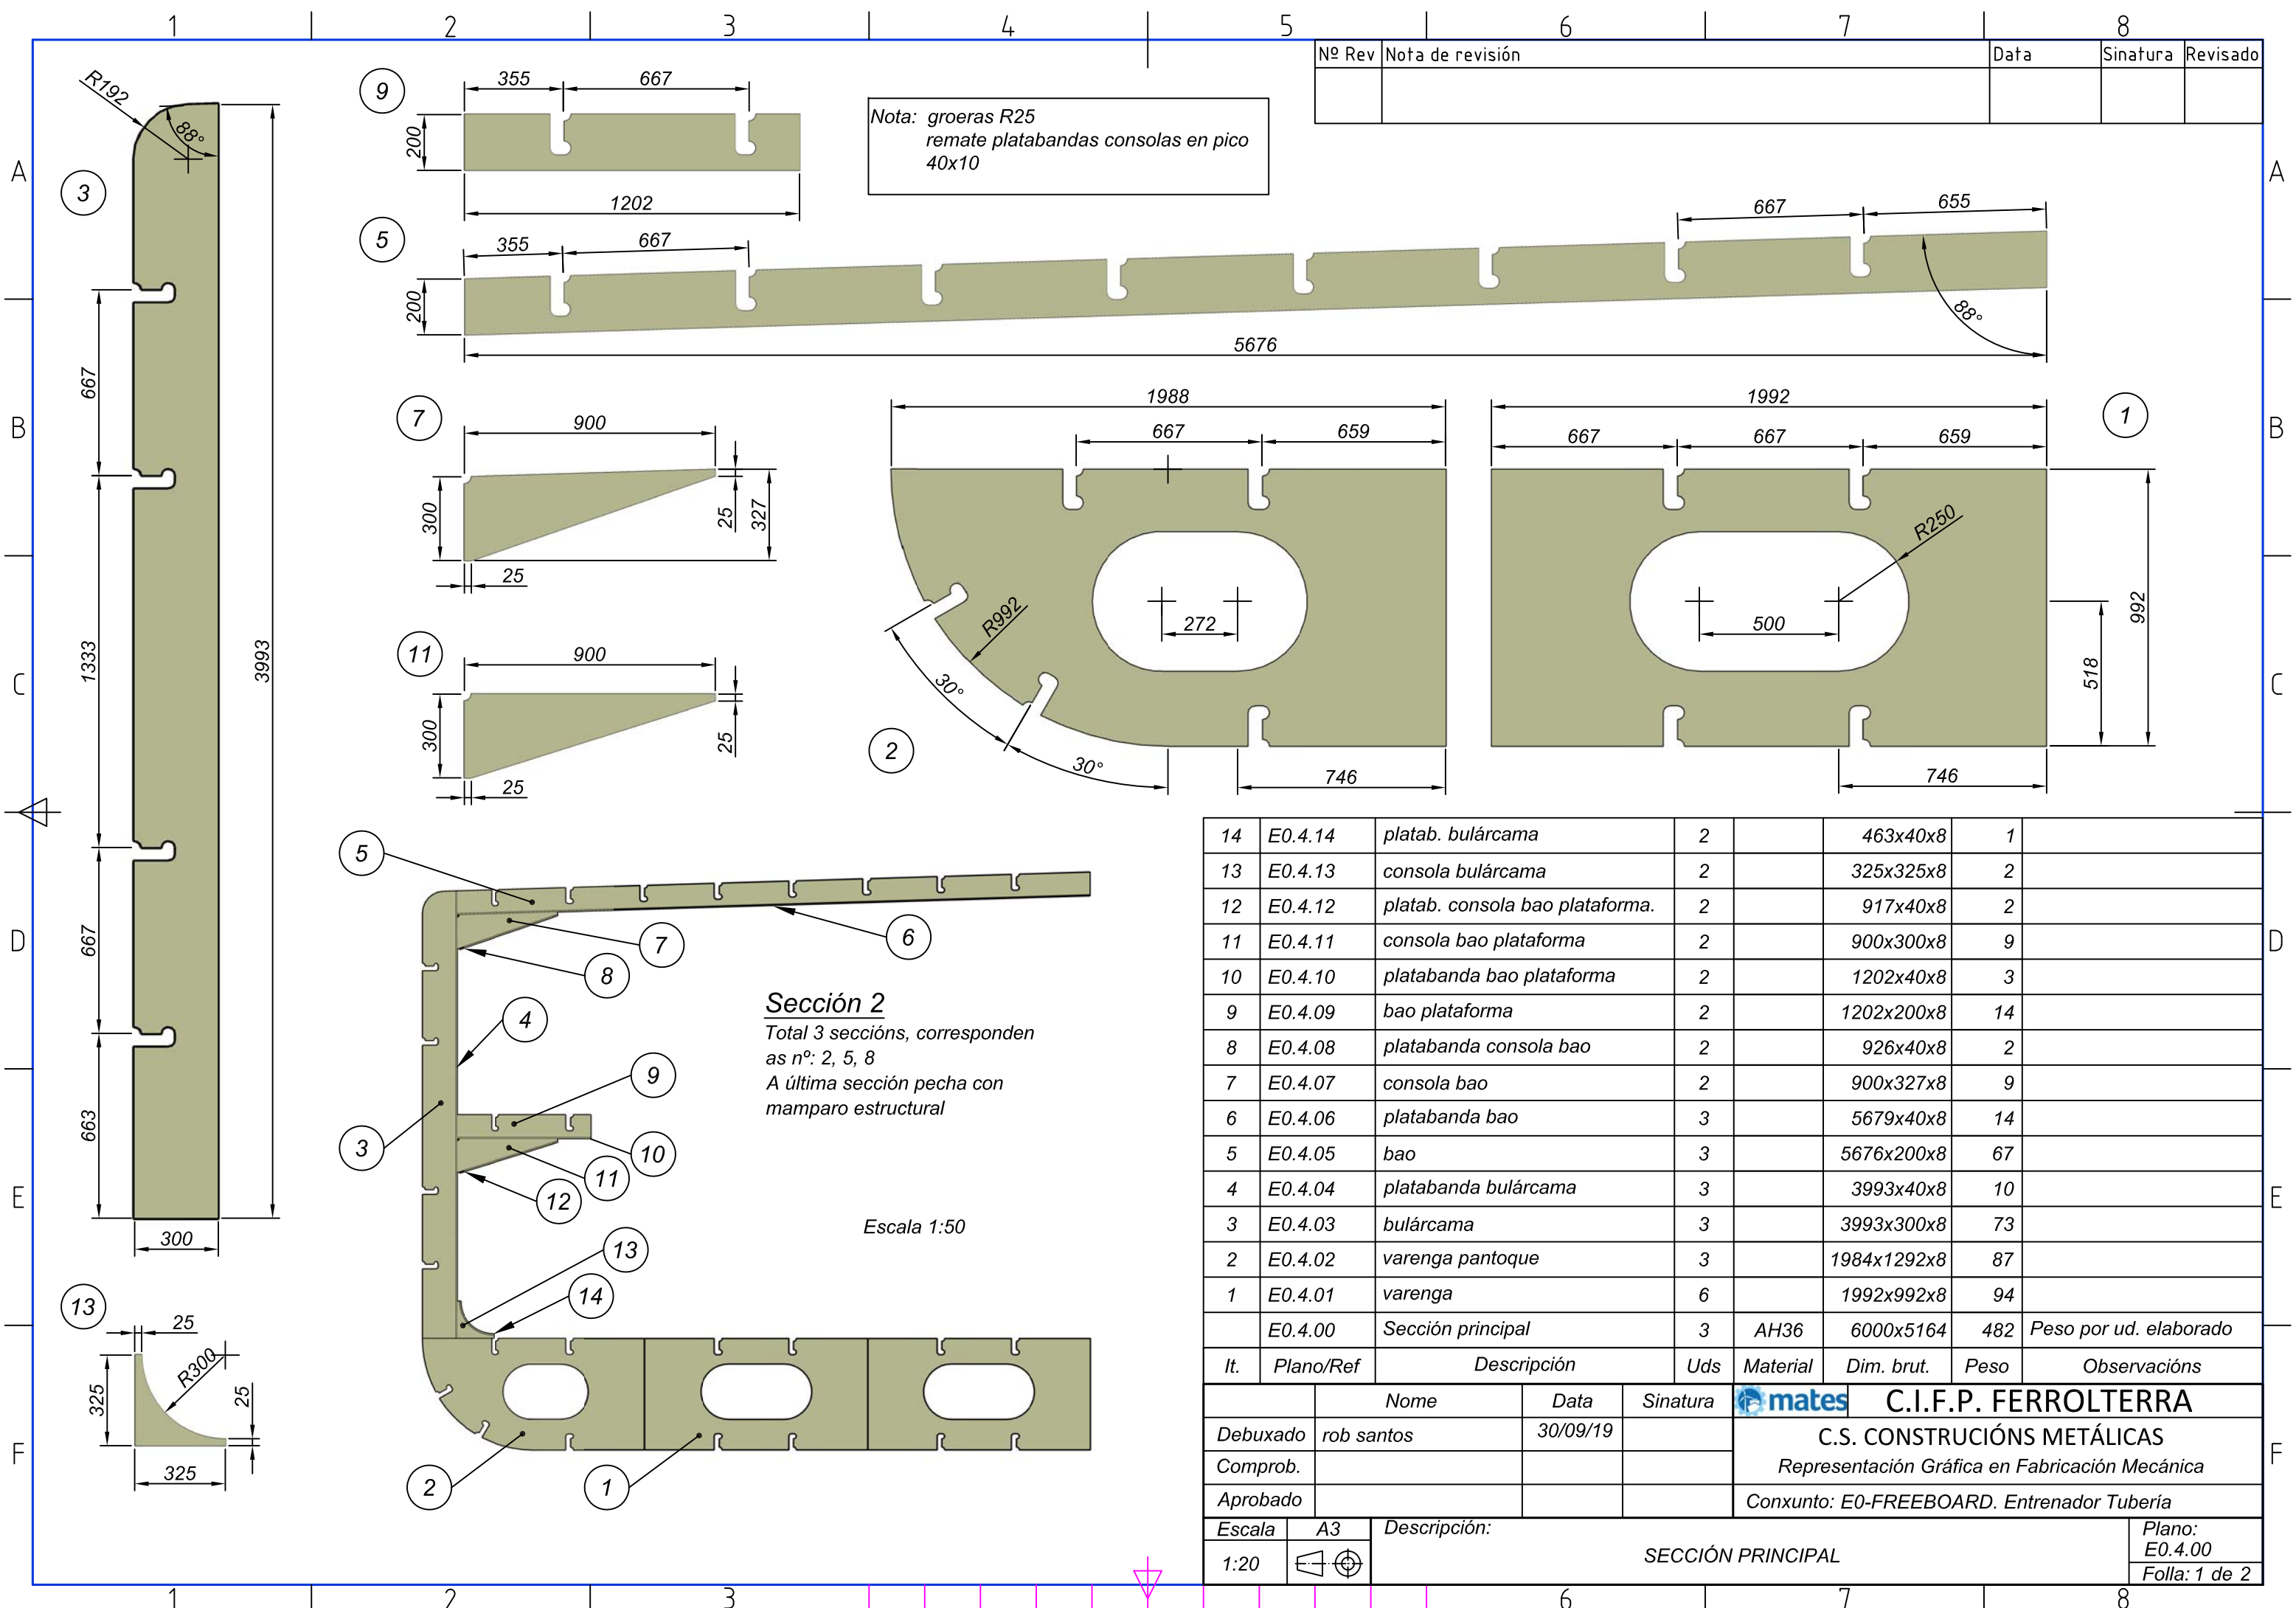 1 2 3 4 5 6 7 8
Nº Rev Nota de revisión Data Sinatura Revisado
A A
B B
C C
D D
E E
F F
3
R192
88°
667
1333
667
663
3993
300
9
355 667
200
1202
Nota: groeras R25
remate platabandas consolas en pico
40x10
5
355 667
667 655
200
88°
5676
7
900
300
25
327
25
11
900
300
25
25
2
1988
667 659
272
R992
30°
30°
746
1
1992
667 667 659
R250
500
992
518
746
5
6
7
8
4
9
3
10
11
12
13
14
2
1
Sección 2
Total 3 seccións, corresponden
as nº: 2, 5, 8
A última sección pecha con
mamparo estructural
Escala 1:50
13
25
R300
325
25
325
14 E0.4.14 platab. bulárcama 2 463x40x8 1
13 E0.4.13 consola bulárcama 2 325x325x8 2
12 E0.4.12 platab. consola bao plataforma. 2 917x40x8 2
11 E0.4.11 consola bao plataforma 2 900x300x8 9
10 E0.4.10 platabanda bao plataforma 2 1202x40x8 3
9 E0.4.09 bao plataforma 2 1202x200x8 14
8 E0.4.08 platabanda consola bao 2 926x40x8 2
7 E0.4.07 consola bao 2 900x327x8 9
6 E0.4.06 platabanda bao 3 5679x40x8 14
5 E0.4.05 bao 3 5676x200x8 67
4 E0.4.04 platabanda bulárcama 3 3993x40x8 10
3 E0.4.03 bulárcama 3 3993x300x8 73
2 E0.4.02 varenga pantoque 3 1984x1292x8 87
1 E0.4.01 varenga 6 1992x992x8 94
E0.4.00 Sección principal 3 AH36 6000x5164 482 Peso por ud. elaborado
It. Plano/Ref Descripción Uds Material Dim. brut. Peso Observacións
Nome Data Sinatura
Debuxado rob santos 30/09/19
Comprob.
Aprobado
mates C.I.F.P. FERROLTERRA
C.S. CONSTRUCIÓNS METÁLICAS
Representación Gráfica en Fabricación Mecánica
Conxunto: E0-FREEBOARD. Entrenador Tubería
Escala A3
1:20
Descripción:
SECCIÓN PRINCIPAL
Plano:
E0.4.00
Folla: 1 de 2
1 2 3 6 7 8